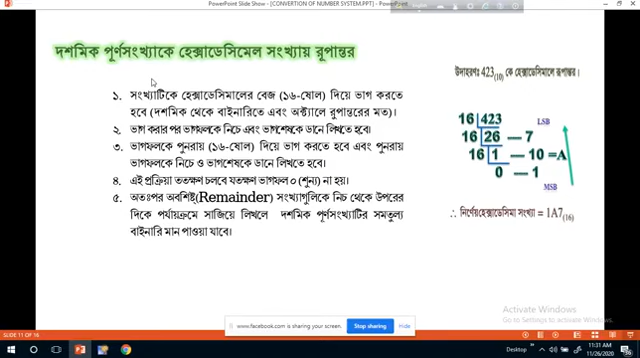 PowerPoint Slide Show - [CONVERTION OF NUMBER SYSTEM.PPT] - PowerPoint
English
দশমিক পূর্ণসংখ্যাকে হেক্সাডেসিমেল সংখ্যায় রূপান্তর
১. সংখ্যাটিকে হেক্সাডেসিমালের বেজ (১৬-ষোল) দিয়ে ভাগ করতে
হবে (দশমিক থেকে বাইনারিতে এবং অক্ট্যালে রুপান্তরের মত)।
২. ভাগ করার পর ভাগফলকে নিচে এবং ভাগশেষকে ডানে লিখতে হবে।
৩. ভাগফলকে পুনরায় (১৬-ষোল) দিয়ে ভাগ করতে হবে এবং পুনরায়
ভাগফলকে নিচে ও ভাগশেষকে ডানে লিখতে হবে।
৪. এই প্রক্রিয়া ততক্ষণ চলবে যতক্ষণ ভাগফল ০ (শুন্য) না হয়।
৫. অতঃপর অবশিষ্ট (Remainder) সংখ্যাগুলিকে নিচ থেকে উপরের
দিকে পর্যায়ক্রমে সাজিয়ে লিখলে দশমিক পূর্ণসংখ্যাটির সমতুল্য
বাইনারি মান পাওয়া যাবে।
উদাহরণঃ 423(10) কে হেক্সাডেসিমালে রূপান্তর।
16 423 LSB
16 26 — 7
16 1 — 10 =A
0 — 1
MSB
∴ নির্ণেয় হেক্সাডেসিমা সংখ্যা = 1A7(16)
Activate Windows
Go to Settings to activate Windows.
www.facebook.com is sharing your screen. Stop sharing Hide
SLIDE 11 OF 16
Desktop
11:31 AM
11/26/2020